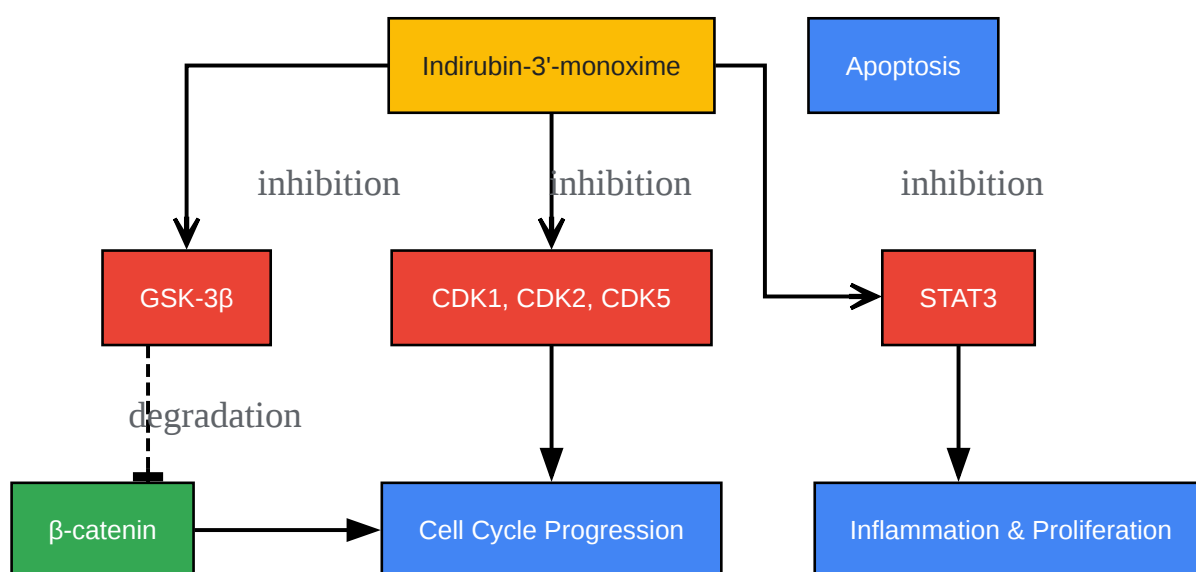 Indirubin-3'-monoxime
Apoptosis
inhibition
inhibition
inhibition
GSK-3β
CDK1, CDK2, CDK5
STAT3
degradation
β-catenin
Cell Cycle Progression
Inflammation & Proliferation